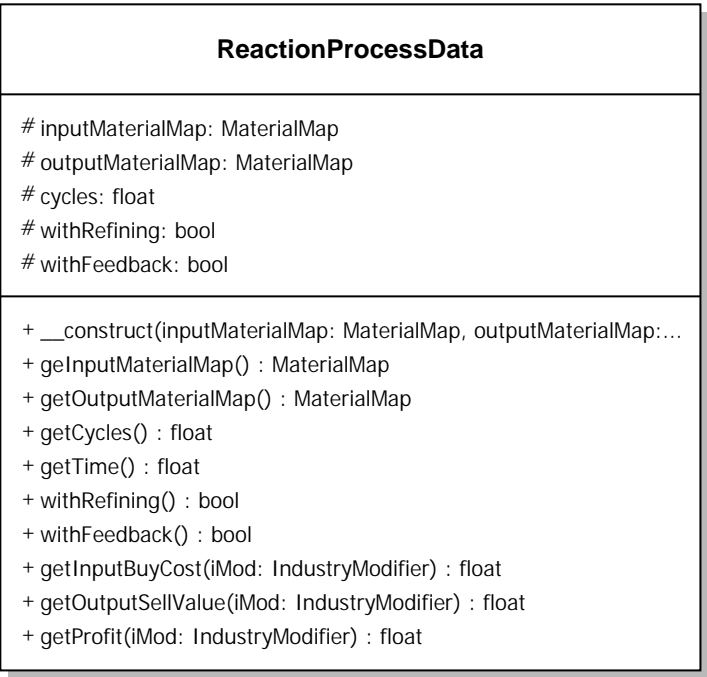 ReactionProcessData
# inputMaterialMap: MaterialMap
# outputMaterialMap: MaterialMap
# cycles: float
# withRefining: bool
# withFeedback: bool
+ __construct(inputMaterialMap: MaterialMap, outputMaterialMap:...
+ geInputMaterialMap() : MaterialMap
+ getOutputMaterialMap() : MaterialMap
+ getCycles() : float
+ getTime() : float
+ withRefining() : bool
+ withFeedback() : bool
+ getInputBuyCost(iMod: IndustryModifier) : float
+ getOutputSellValue(iMod: IndustryModifier) : float
+ getProfit(iMod: IndustryModifier) : float